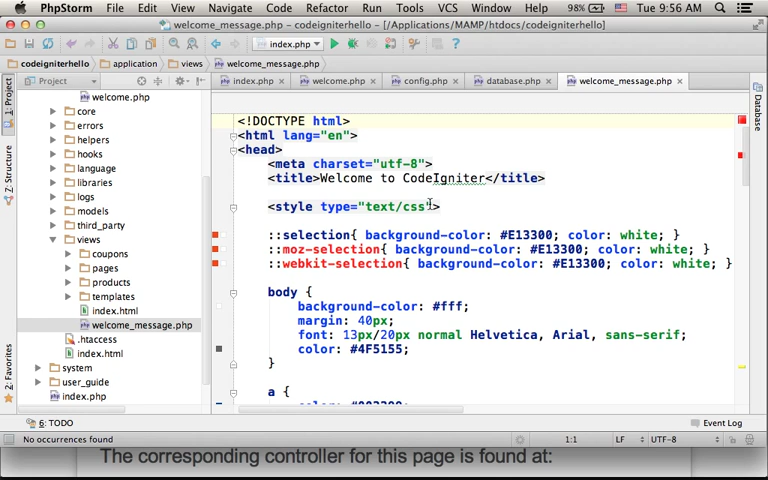 PhpStorm File Edit View Navigate Code Refactor Run Tools VCS Window Help 98% Tue 9:56 AM
welcome_message.php - codeigniterhello - [/Applications/MAMP/htdocs/codeigniterhello]
index.php
codeigniterhello application views welcome_message.php
Project index.php welcome.php config.php database.php welcome_message.php
1: Project
7: Structure
2: Favorites
Database
welcome.php
core
errors
helpers
hooks
language
libraries
logs
models
third_party
views
coupons
pages
products
templates
index.html
welcome_message.php
.htaccess
index.html
system
user_guide
index.php
<!DOCTYPE html>
<html lang="en">
<head>
<meta charset="utf-8">
<title>Welcome to CodeIgniter</title>
<style type="text/css">
::selection{ background-color: #E13300; color: white; }
::moz-selection{ background-color: #E13300; color: white; }
::webkit-selection{ background-color: #E13300; color: white; }
body {
background-color: #fff;
margin: 40px;
font: 13px/20px normal Helvetica, Arial, sans-serif;
color: #4F5155;
}
a {
6: TODO Event Log
No occurrences found 1:1 LF UTF-8
The corresponding controller for this page is found at: